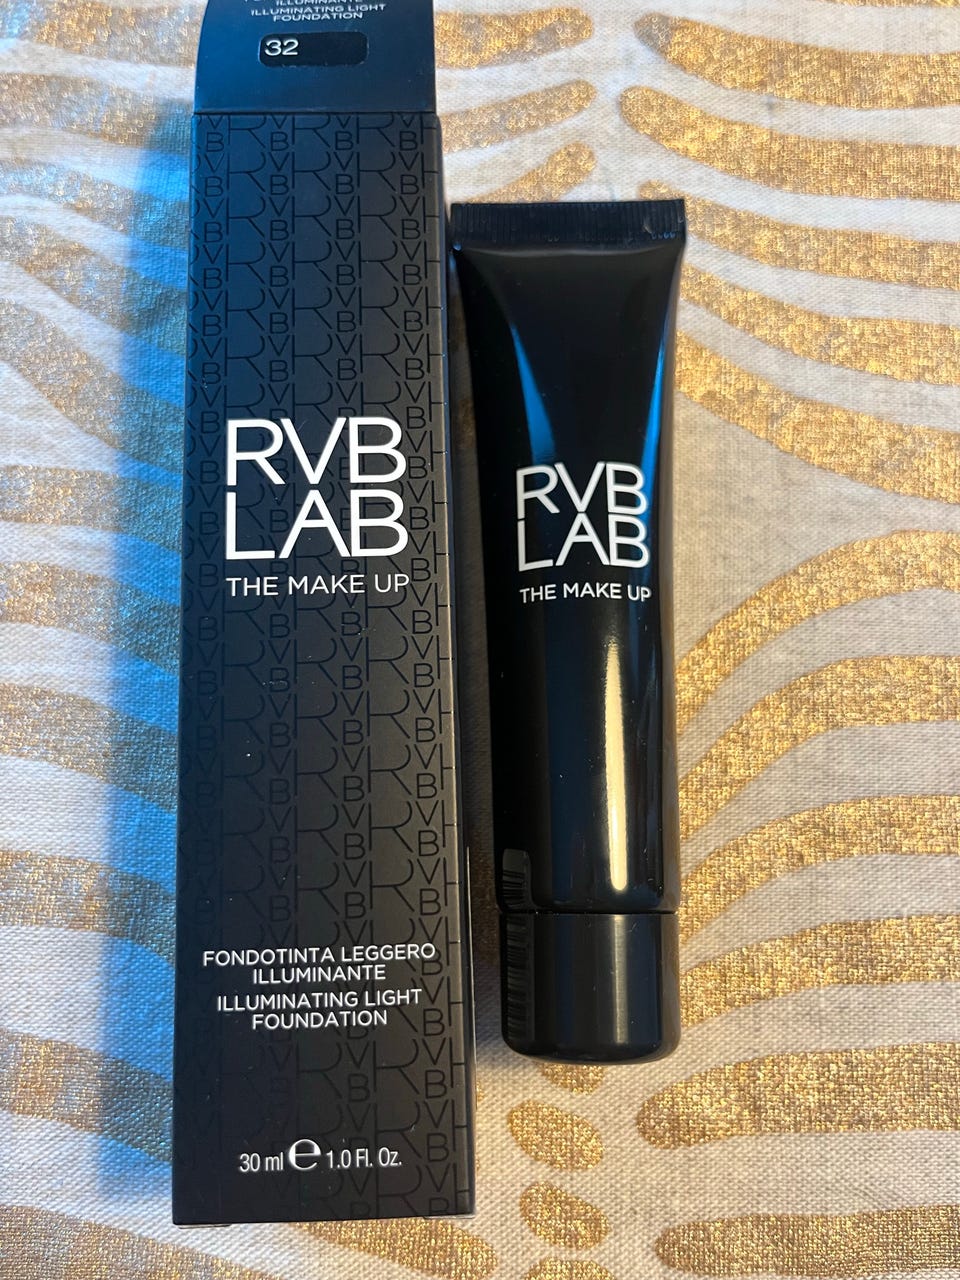 ILLUMINANTE
ILLUMINATING LIGHT
FOUNDATION
32
RVB
LAB
THE MAKE UP
FONDOTINTA LEGGERO
ILLUMINANTE
ILLUMINATING LIGHT
FOUNDATION
30 ml e 1.0 Fl. Oz.
RVB
LAB
THE MAKE UP